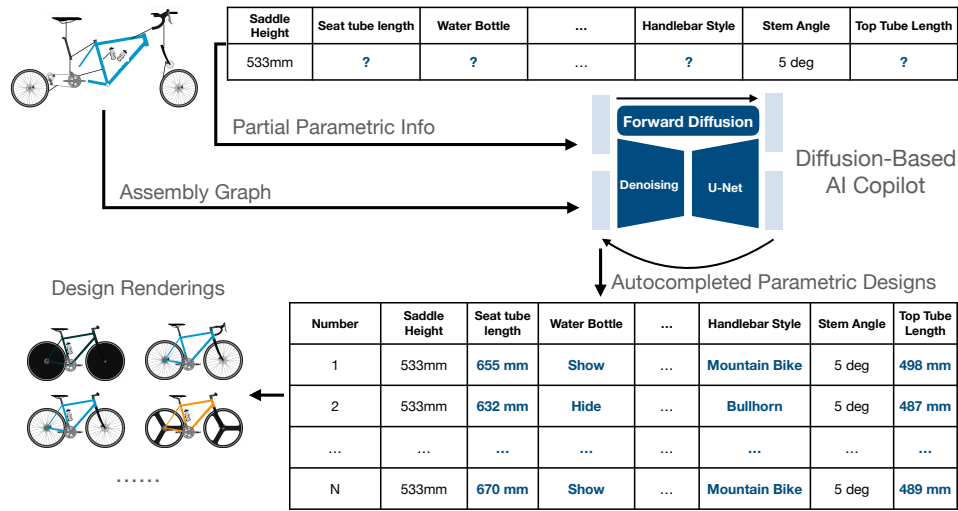 Saddle Height Seat tube length Water Bottle ... Handlebar Style Stem Angle Top Tube Length
533mm ? ? ... ? 5 deg ?
Partial Parametric Info
Forward Diffusion
Assembly Graph
Denoising U-Net
Diffusion-Based
AI Copilot
Autocompleted Parametric Designs
Design Renderings
Number Saddle Height Seat tube length Water Bottle ... Handlebar Style Stem Angle Top Tube Length
1 533mm 655 mm Show ... Mountain Bike 5 deg 498 mm
2 533mm 632 mm Hide ... Bullhorn 5 deg 487 mm
... ... ... ... ... ... ...
N 533mm 670 mm Show ... Mountain Bike 5 deg 489 mm
......